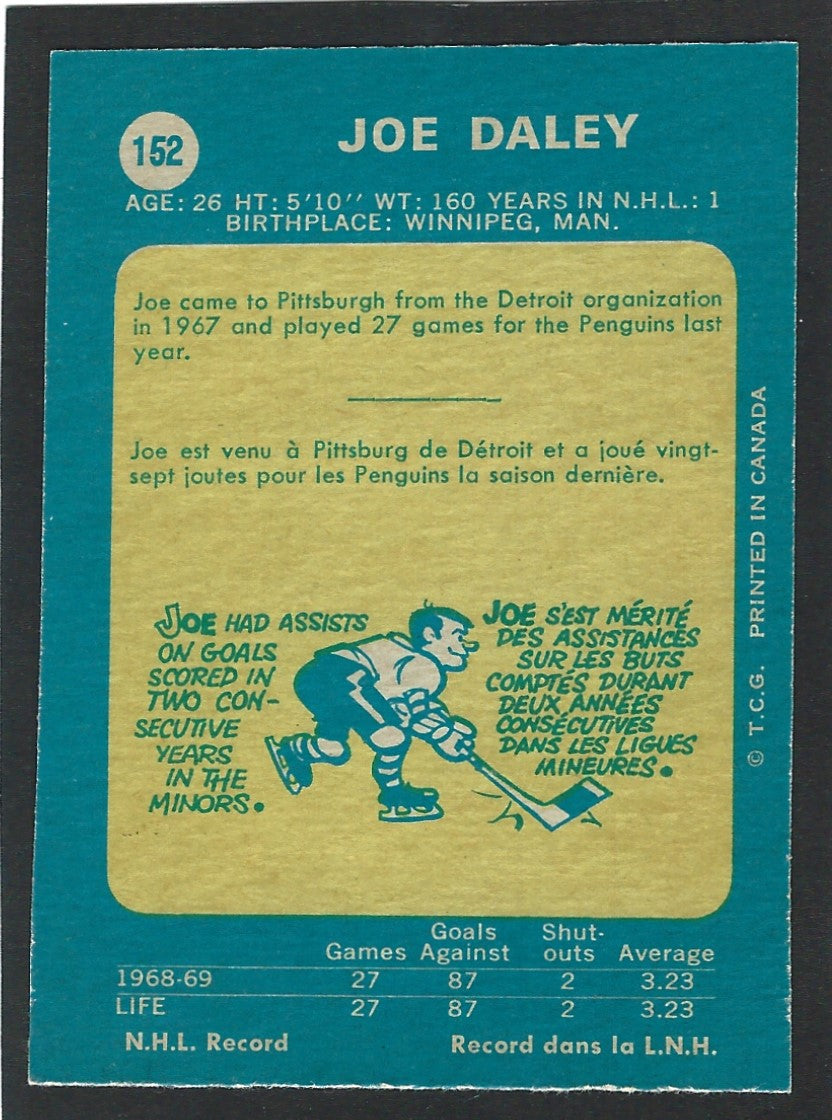 152
JOE DALEY
AGE: 26 HT: 5'10'' WT: 160 YEARS IN N.H.L.: 1
BIRTHPLACE: WINNIPEG, MAN.
Joe came to Pittsburgh from the Detroit organization
in 1967 and played 27 games for the Penguins last
year.
Joe est venu à Pittsburg de Détroit et a joué vingt-
sept joutes pour les Penguins la saison dernière.
JOE HAD ASSISTS
ON GOALS
SCORED IN
TWO CON-
SECUTIVE
YEARS
IN THE
MINORS.
JOE S'EST MÉRITÉ
DES ASSISTANCES
SUR LES BUTS
COMPTÉS DURANT
DEUX ANNÉES
CONSÉCUTIVES
DANS LES LIGUES
MINEURES.
© T.C.G. PRINTED IN CANADA
Goals Shut-
Games Against outs Average
1968-69 27 87 2 3.23
LIFE 27 87 2 3.23
N.H.L. Record Record dans la L.N.H.